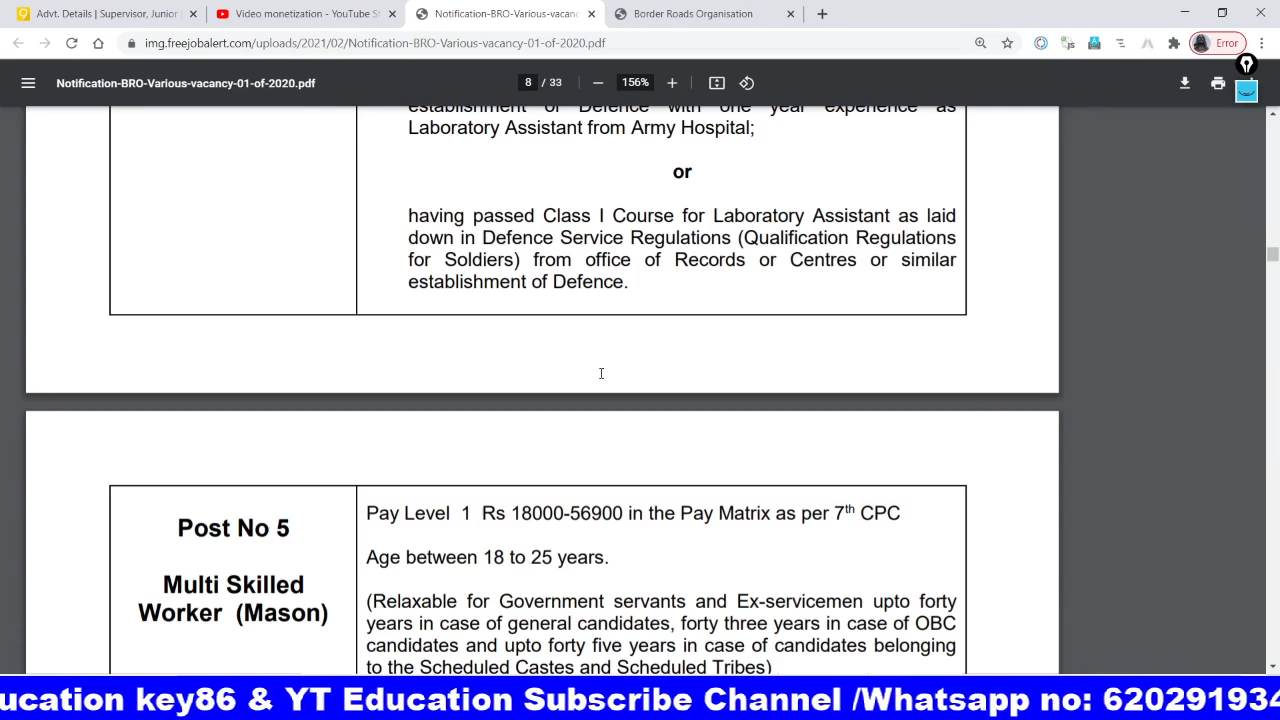 Advt. Details | Supervisor, Junior
Video monetization - YouTube St
Notification-BRO-Various-vacanc
Border Roads Organisation
img.freejobalert.com/uploads/2021/02/Notification-BRO-Various-vacancy-01-of-2020.pdf
Error
Notification-BRO-Various-vacancy-01-of-2020.pdf
8 / 33
156%
establishment of Defence with one year experience as
Laboratory Assistant from Army Hospital;
or
having passed Class I Course for Laboratory Assistant as laid
down in Defence Service Regulations (Qualification Regulations
for Soldiers) from office of Records or Centres or similar
establishment of Defence.
Post No 5
Multi Skilled
Worker (Mason)
Pay Level 1 Rs 18000-56900 in the Pay Matrix as per 7th CPC
Age between 18 to 25 years.
(Relaxable for Government servants and Ex-servicemen upto forty
years in case of general candidates, forty three years in case of OBC
candidates and upto forty five years in case of candidates belonging
to the Scheduled Castes and Scheduled Tribes)
ucation key86 & YT Education Subscribe Channel /Whatsapp no: 620291934